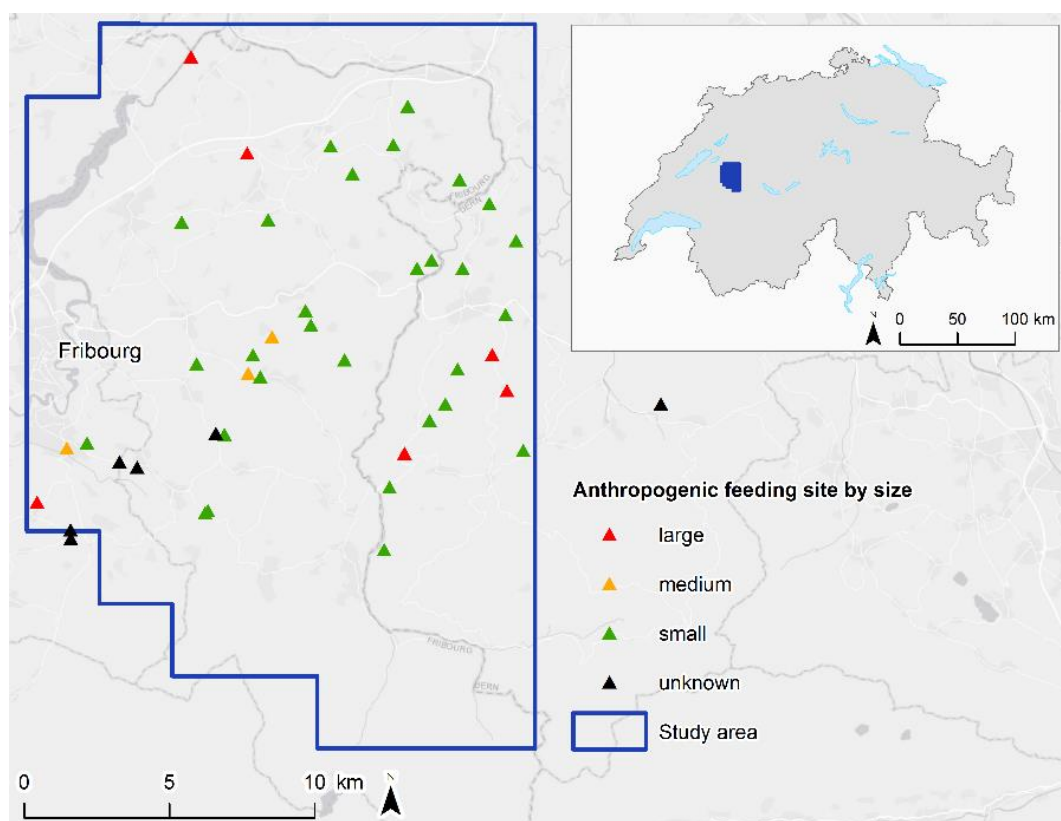 FRIBOURG
BERN
Fribourg
0 50 100 km
N
Anthropogenic feeding site by size
large
medium
small
unknown
Study area
FRIBOURG
BERN
0 5 10 km
N